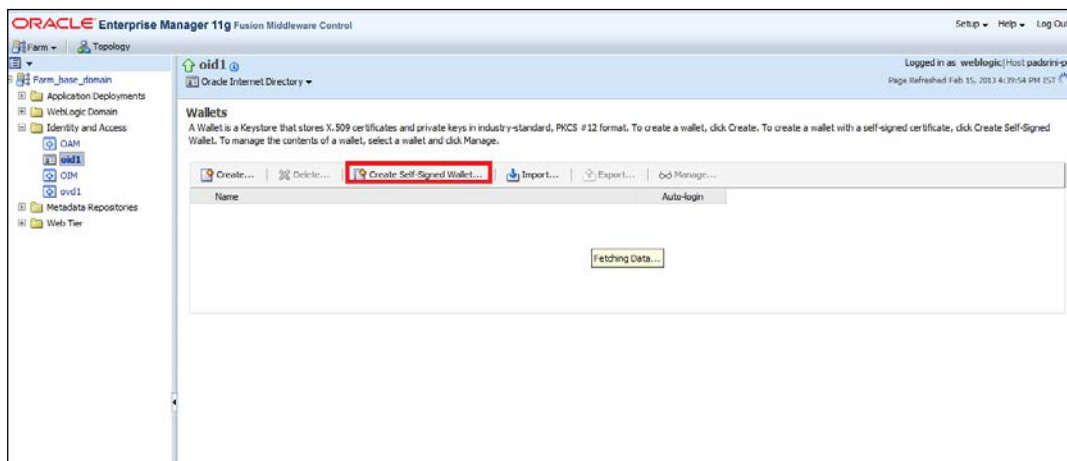 ORACLE Enterprise Manager 11g Fusion Middleware Control
Setup Help Log Out
Farm Topology
Farm_base_domain
Application Deployments
WebLogic Domain
Identity and Access
OAM
oid1
OIM
ovd1
Metadata Repositories
Web Tier
oid1
Oracle Internet Directory
Logged in as weblogic|Host padsrini-p
Page Refreshed Feb 15, 2013 4:39:54 PM IST
Wallets
A Wallet is a Keystore that stores X.509 certificates and private keys in industry-standard, PKCS #12 format. To create a wallet, click Create. To create a wallet with a self-signed certificate, click Create Self-Signed
Wallet. To manage the contents of a wallet, select a wallet and click Manage.
Create... Delete... Create Self-Signed Wallet... Import... Export... Manage...
Name Auto-login
Fetching Data...